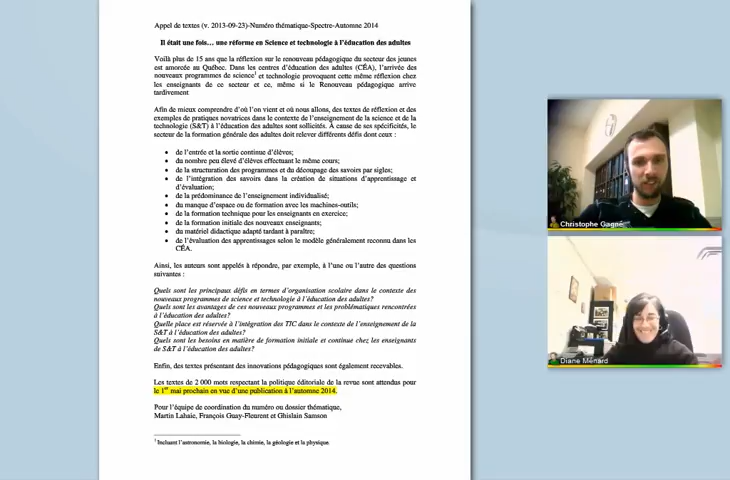 Appel de textes (v. 2013-09-23)-Numéro thématique-Spectre-Automne 2014
Il était une fois... une réforme en Science et technologie à l'éducation des adultes
Voilà plus de 15 ans que la réflexion sur le renouveau pédagogique du secteur des jeunes
est amorcée au Québec. Dans les centres d'éducation des adultes (CÉA), l'arrivée des
nouveaux programmes de science¹ et technologie provoquent cette même réflexion chez
les enseignants de ce secteur et ce, même si le Renouveau pédagogique arrive
tardivement
Afin de mieux comprendre d'où l'on vient et où nous allons, des textes de réflexion et des
exemples de pratiques novatrices dans le contexte de l'enseignement de la science et de la
technologie (S&T) à l'éducation des adultes sont sollicités. À cause de ses spécificités, le
secteur de la formation générale des adultes doit relever différents défis dont ceux :
• de l'entrée et la sortie continue d'élèves;
• du nombre peu élevé d'élèves effectuant le même cours;
• de la structuration des programmes et du découpage des savoirs par sigles;
• de l'intégration des savoirs dans la création de situations d'apprentissage et
d'évaluation;
• de la prédominance de l'enseignement individualisé;
• du manque d'espace ou de formation avec les machines-outils;
• de la formation technique pour les enseignants en exercice;
• de la formation initiale des nouveaux enseignants;
• du matériel didactique adapté tardant à paraître;
• de l'évaluation des apprentissages selon le modèle généralement reconnu dans les
CÉA.
Ainsi, les auteurs sont appelés à répondre, par exemple, à l'une ou l'autre des questions
suivantes :
Quels sont les principaux défis en termes d'organisation scolaire dans le contexte des
nouveaux programmes de science et technologie à l'éducation des adultes?
Quels sont les avantages de ces nouveaux programmes et les problématiques rencontrées
à l'éducation des adultes?
Quelle place est réservée à l'intégration des TIC dans le contexte de l'enseignement de la
S&T à l'éducation des adultes?
Quels sont les besoins en matière de formation initiale et continue chez les enseignants
de S&T à l'éducation des adultes?
Enfin, des textes présentant des innovations pédagogiques sont également recevables.
Les textes de 2 000 mots respectant la politique éditoriale de la revue sont attendus pour
le 1er mai prochain en vue d'une publication à l'automne 2014.
Pour l'équipe de coordination du numéro ou dossier thématique,
Martin Lahaie, François Guay-Fleurent et Ghislain Samson
¹ Incluant l'astronomie, la biologie, la chimie, la géologie et la physique
Christophe Gagné
Diane Ménard